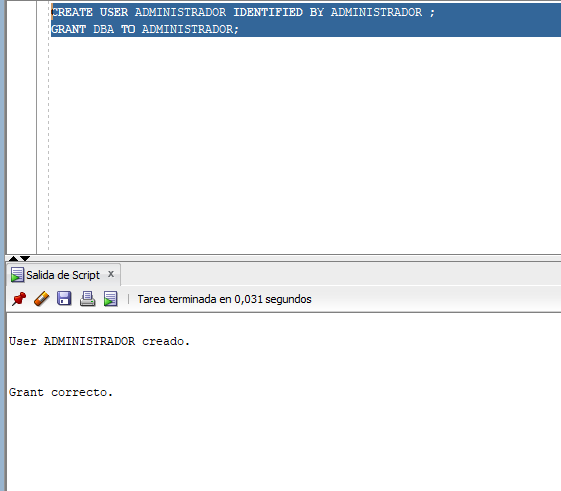 CREATE USER ADMINISTRADOR IDENTIFIED BY ADMINISTRADOR ;
GRANT DBA TO ADMINISTRADOR;
Salida de Script x
Tarea terminada en 0,031 segundos
User ADMINISTRADOR creado.
Grant correcto.